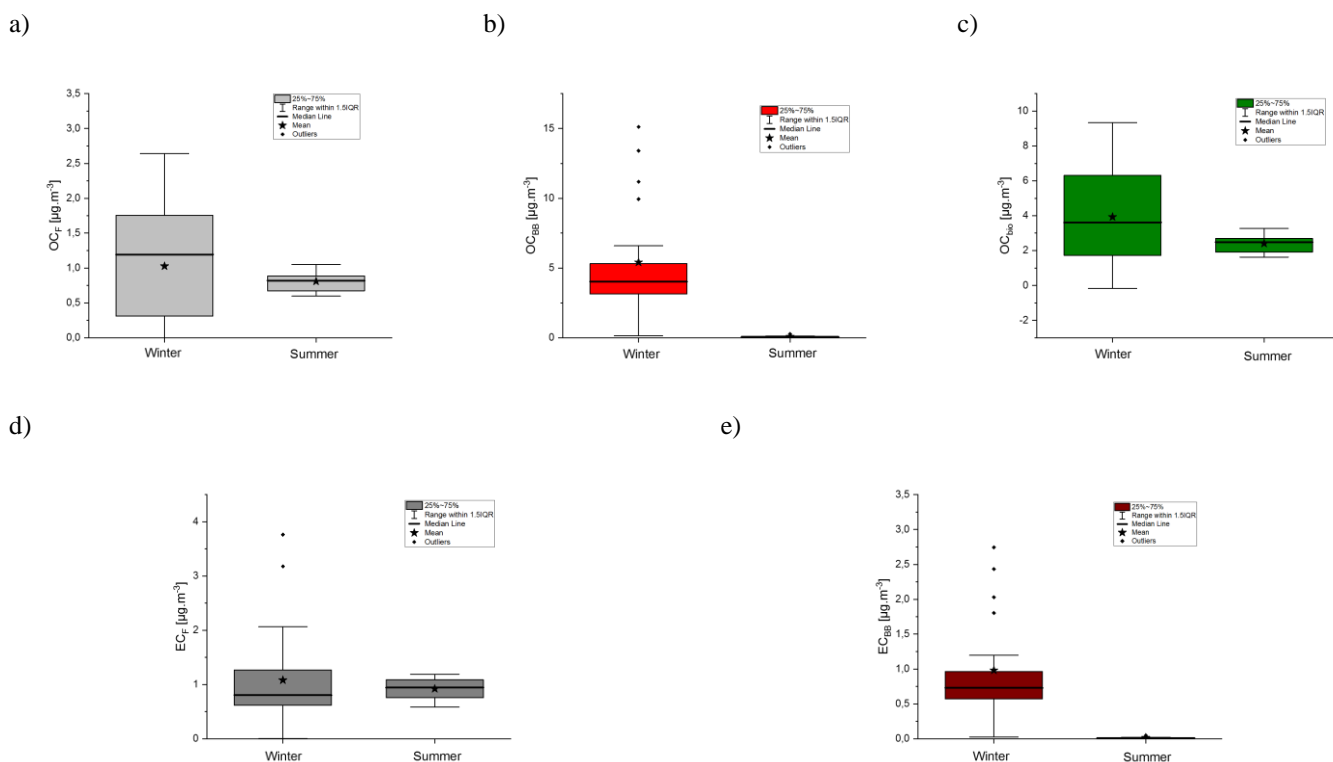 a)
b)
c)
3,5
3,0
2,5
2,0
1,5
1,0
0,5
0,0
OC_F [µg.m⁻³]
25%~75%
Range within 1.5IQR
Median Line
Mean
Outliers
Winter
Summer
15
10
5
0
OC_BB [µg.m⁻³]
25%~75%
Range within 1.5IQR
Median Line
Mean
Outliers
Winter
Summer
10
8
6
4
2
0
-2
OC_bio [µg.m⁻³]
25%~75%
Range within 1.5IQR
Median Line
Mean
Outliers
Winter
Summer
d)
e)
4
3
2
1
0
EC_F [µg.m⁻³]
25%~75%
Range within 1.5IQR
Median Line
Mean
Outliers
Winter
Summer
3,5
3,0
2,5
2,0
1,5
1,0
0,5
0,0
EC_BB [µg.m⁻³]
25%~75%
Range within 1.5IQR
Median Line
Mean
Outliers
Winter
Summer